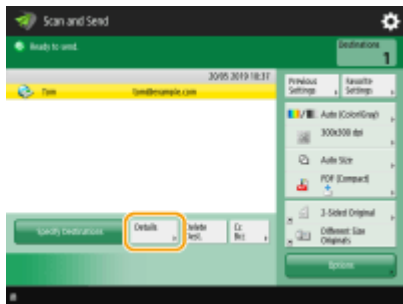 Scan and Send
Ready to send.
Destinations
1
20/05 2019 18:37
Tom
tom@example.com
Previous
Settings
Favorite
Settings
Auto (Color/Gray)
300x300 dpi
Auto Size
PDF (Compact)
2-Sided Original
Different Size
Originals
Specify Destinations
Details
Delete
Dest.
Cc
Bcc
Options